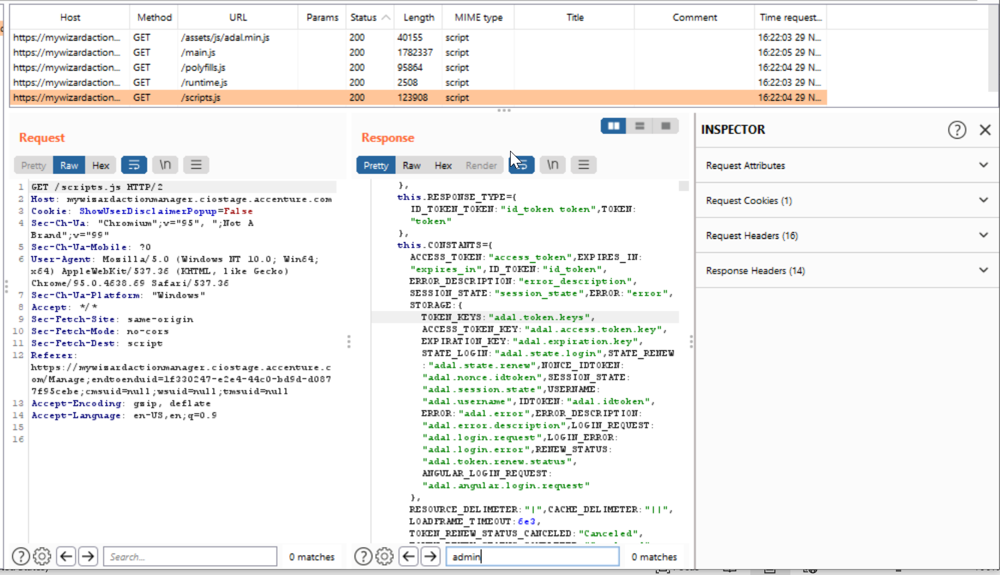 Host Method URL Params Status Length MIME type Title Comment Time request...
https://mywizardaction... GET /assets/js/adal.min.js 200 40155 script 16:22:03 29 N...
https://mywizardaction... GET /main.js 200 1782337 script 16:22:05 29 N...
https://mywizardaction... GET /polyfills.js 200 95864 script 16:22:04 29 N...
https://mywizardaction... GET /runtime.js 200 2508 script 16:22:03 29 N...
https://mywizardaction... GET /scripts.js 200 123908 script 16:22:04 29 N...
Request
Pretty Raw Hex \n
1 GET /scripts.js HTTP/2
2 Host: mywizardactionmanager.ciostage.accenture.com
3 Cookie: ShowUserDisclaimerPopup=False
4 Sec-Ch-Ua: "Chromium";v="95", ";Not A
Brand";v="99"
5 Sec-Ch-Ua-Mobile: ?0
6 User-Agent: Mozilla/5.0 (Windows NT 10.0; Win64;
x64) AppleWebKit/537.36 (KHTML, like Gecko)
Chrome/95.0.4638.69 Safari/537.36
7 Sec-Ch-Ua-Platform: "Windows"
8 Accept: */*
9 Sec-Fetch-Site: same-origin
10 Sec-Fetch-Mode: no-cors
11 Sec-Fetch-Dest: script
12 Referer:
https://mywizardactionmanager.ciostage.accenture.c
om/Manage;endtoenduid=1f330247-e2e4-44c0-bd9d-d087
7f95cebe;cmsuid=null;wsuid=null;tmsuid=null
13 Accept-Encoding: gzip, deflate
14 Accept-Language: en-US,en;q=0.9
15
16
Search... 0 matches
Response
Pretty Raw Hex Render \n
},
this.RESPONSE_TYPE={
ID_TOKEN_TOKEN:"id_token token",TOKEN:
"token"
},
this.CONSTANTS={
ACCESS_TOKEN:"access_token",EXPIRES_IN:
"expires_in",ID_TOKEN:"id_token",
ERROR_DESCRIPTION:"error_description",
SESSION_STATE:"session_state",ERROR:"error",
STORAGE:{
TOKEN_KEYS:"adal.token.keys",
ACCESS_TOKEN_KEY:"adal.access.token.key",
EXPIRATION_KEY:"adal.expiration.key",
STATE_LOGIN:"adal.state.login",STATE_RENEW
:"adal.state.renew",NONCE_IDTOKEN:
"adal.nonce.idtoken",SESSION_STATE:
"adal.session.state",USERNAME:
"adal.username",IDTOKEN:"adal.idtoken",
ERROR:"adal.error",ERROR_DESCRIPTION:
"adal.error.description",LOGIN_REQUEST:
"adal.login.request",LOGIN_ERROR:
"adal.login.error",RENEW_STATUS:
"adal.token.renew.status",
ANGULAR_LOGIN_REQUEST:
"adal.angular.login.request"
},
RESOURCE_DELIMETER:"|",CACHE_DELIMETER:"||",
LOADFRAME_TIMEOUT:6e3,
TOKEN_RENEW_STATUS_CANCELED:"Canceled",
admin 0 matches
INSPECTOR
Request Attributes
Request Cookies (1)
Request Headers (16)
Response Headers (14)